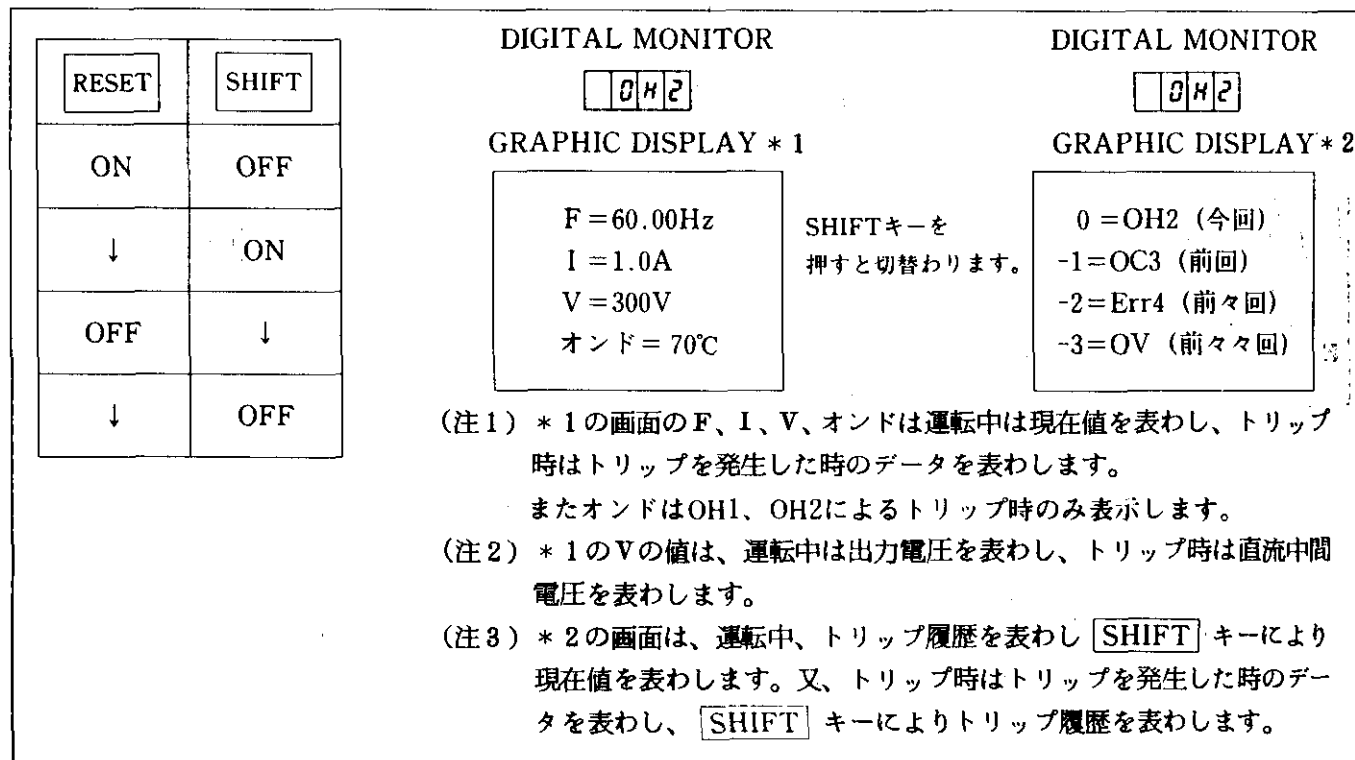 RESET SHIFT
ON OFF
↓ ON
OFF ↓
↓ OFF
DIGITAL MONITOR
0H2
GRAPHIC DISPLAY *1
F=60.00Hz
I=1.0A
V=300V
オンド=70℃
SHIFTキーを
押すと切替わります。
DIGITAL MONITOR
0H2
GRAPHIC DISPLAY *2
0=OH2(今回)
-1=OC3(前回)
-2=Err4(前々回)
-3=OV(前々々回)
(注1)*1の画面のF、I、V、オンドは運転中は現在値を表わし、トリップ
時はトリップを発生した時のデータを表わします。
またオンドはOH1、OH2によるトリップ時のみ表示します。
(注2)*1のVの値は、運転中は出力電圧を表わし、トリップ時は直流中間
電圧を表わします。
(注3)*2の画面は、運転中、トリップ履歴を表わし SHIFT キーにより
現在値を表わします。又、トリップ時はトリップを発生した時のデー
タを表わし、 SHIFT キーによりトリップ履歴を表わします。